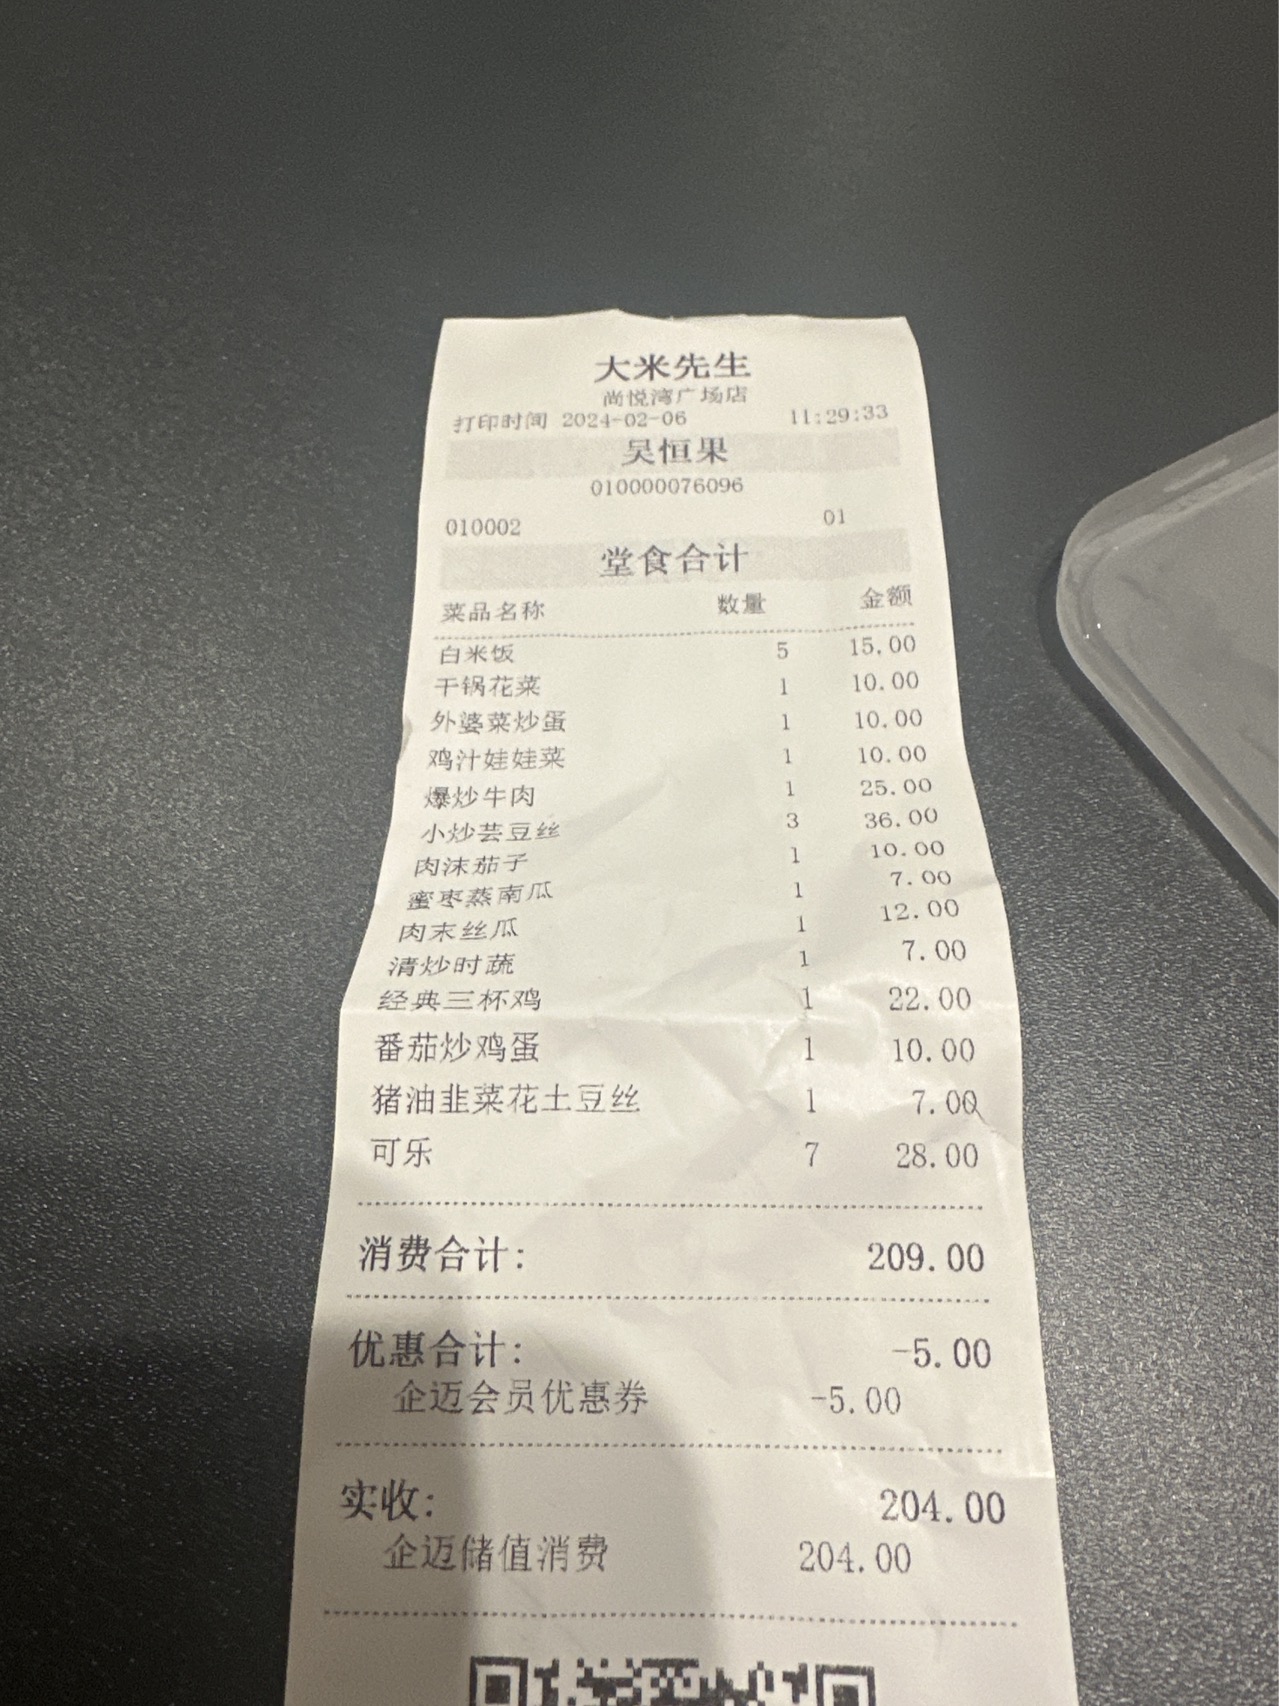 大米先生
尚悦湾广场店
打印时间 2024-02-06 11:29:33
吴恒果
010000076096
010002 01
堂食合计
菜品名称 数量 金额
白米饭 5 15.00
干锅花菜 1 10.00
外婆菜炒蛋 1 10.00
鸡汁娃娃菜 1 10.00
爆炒牛肉 1 25.00
小炒芸豆丝 3 36.00
肉沫茄子 1 10.00
蜜枣蒸南瓜 1 7.00
肉末丝瓜 1 12.00
清炒时蔬 1 7.00
经典三杯鸡 1 22.00
番茄炒鸡蛋 1 10.00
猪油韭菜花土豆丝 1 7.00
可乐 7 28.00
消费合计: 209.00
优惠合计: -5.00
企迈会员优惠券 -5.00
实收: 204.00
企迈储值消费 204.00